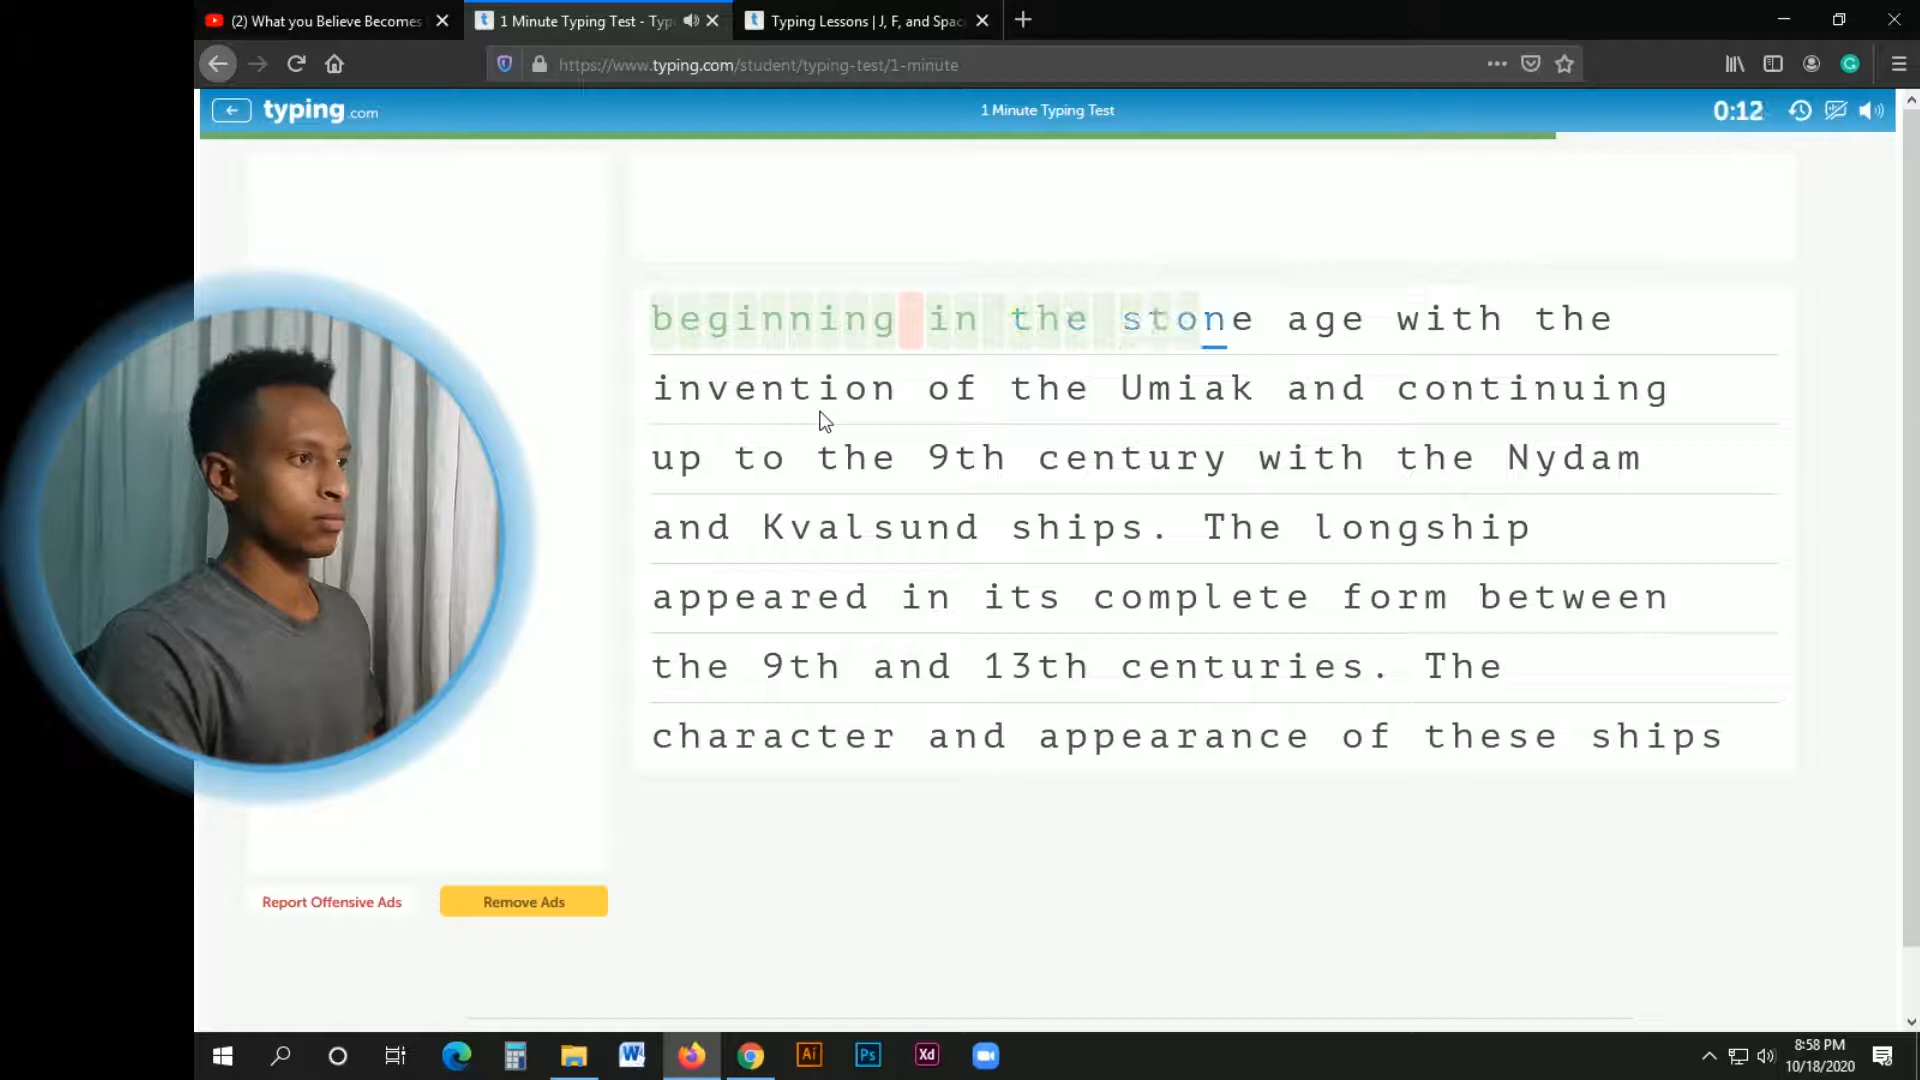 (2) What you Believe Becomes
1 Minute Typing Test - Typ
Typing Lessons | J, F, and Spac
https://www.typing.com/student/typing-test/1-minute
typing.com
1 Minute Typing Test
0:12
beginning in the stone age with the
invention of the Umiak and continuing
up to the 9th century with the Nydam
and Kvalsund ships. The longship
appeared in its complete form between
the 9th and 13th centuries. The
character and appearance of these ships
Report Offensive Ads
Remove Ads
W
Ai
Ps
Xd
8:58 PM
10/18/2020